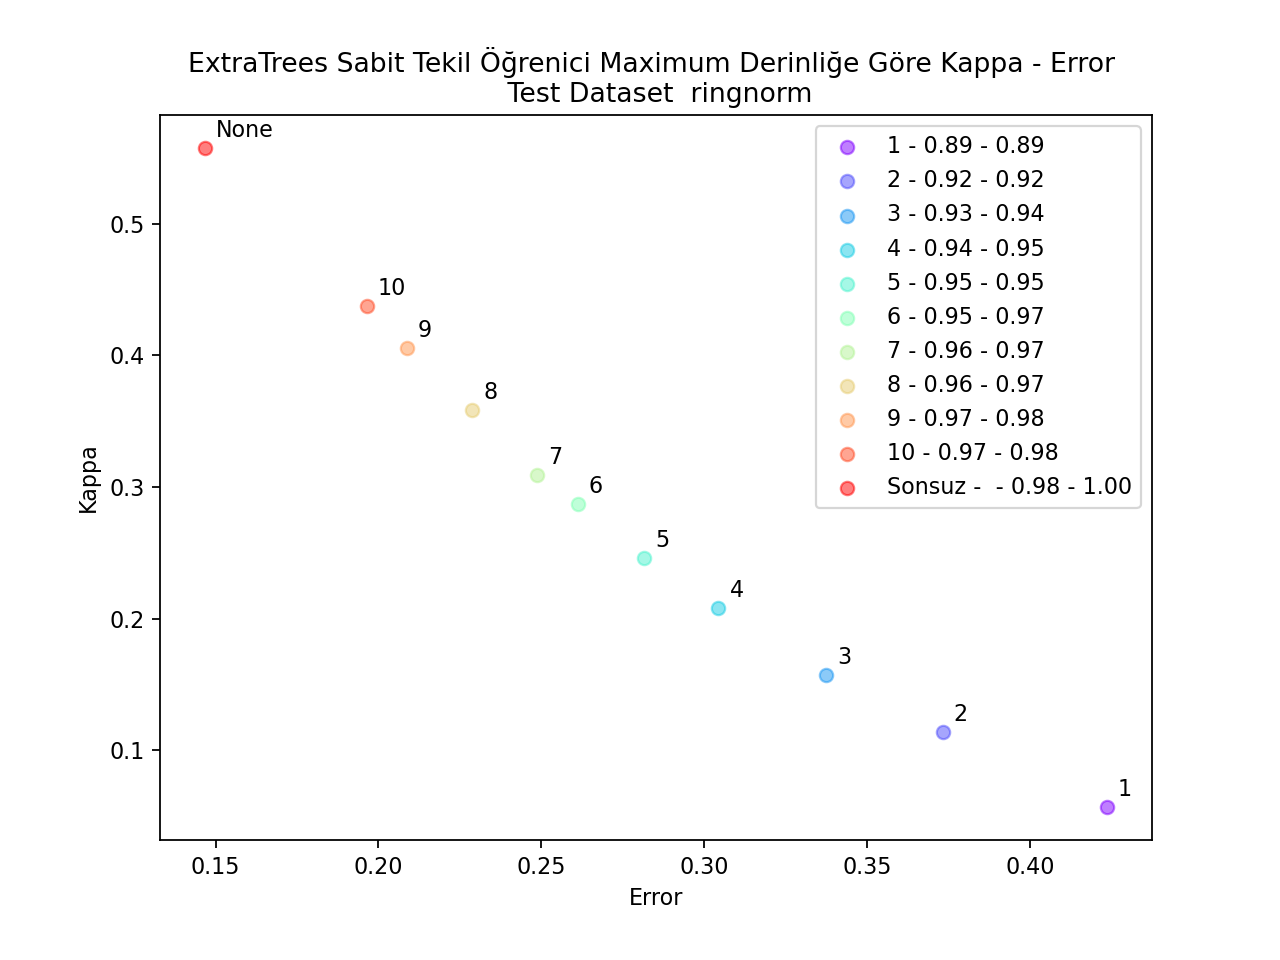 ExtraTrees Sabit Tekil Öğrenici Maximum Derinliğe Göre Kappa - Error
Test Dataset  ringnorm
None
10
9
8
7
6
5
4
3
2
1
1 - 0.89 - 0.89
2 - 0.92 - 0.92
3 - 0.93 - 0.94
4 - 0.94 - 0.95
5 - 0.95 - 0.95
6 - 0.95 - 0.97
7 - 0.96 - 0.97
8 - 0.96 - 0.97
9 - 0.97 - 0.98
10 - 0.97 - 0.98
Sonsuz -  - 0.98 - 1.00
0.5
0.4
0.3
0.2
0.1
Kappa
0.15 0.20 0.25 0.30 0.35 0.40
Error